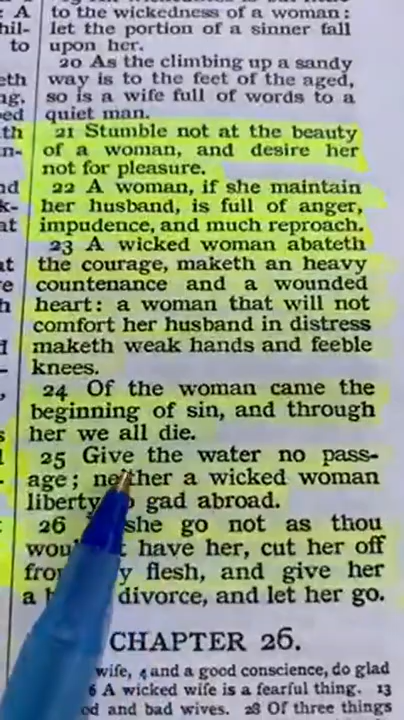 to the wickedness of a woman:
let the portion of a sinner fall
upon her.
20 As the climbing up a sandy
way is to the feet of the aged,
so is a wife full of words to a
quiet man.
21 Stumble not at the beauty
of a woman, and desire her
not for pleasure.
22 A woman, if she maintain
her husband, is full of anger,
impudence, and much reproach.
23 A wicked woman abateth
the courage, maketh an heavy
countenance and a wounded
heart: a woman that will not
comfort her husband in distress
maketh weak hands and feeble
knees.
24 Of the woman came the
beginning of sin, and through
her we all die.
25 Give the water no pass-
age; neither a wicked woman
liberty gad abroad.
26 she go not as thou
have her, cut her off
flesh, and give her
a divorce, and let her go.
CHAPTER 26.
wife, 4 and a good conscience, do glad
6 A wicked wife is a fearful thing. 13
and bad wives. 28 Of three things